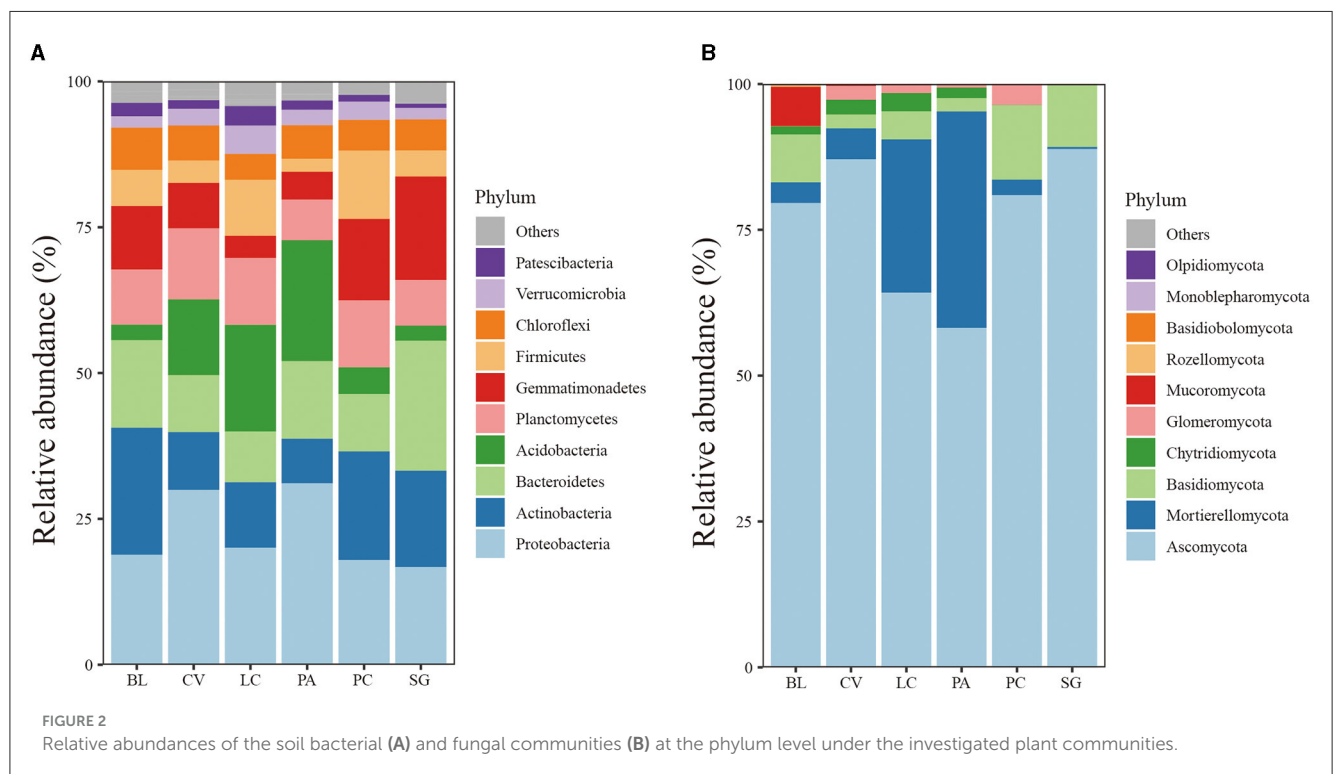 A
Relative abundance (%)
100
75
50
25
0
BL CV LC PA PC SG
Phylum
Others
Patescibacteria
Verrucomicrobia
Chloroflexi
Firmicutes
Gemmatimonadetes
Planctomycetes
Acidobacteria
Bacteroidetes
Actinobacteria
Proteobacteria
B
Relative abundance (%)
100
75
50
25
0
BL CV LC PA PC SG
Phylum
Others
Olpidiomycota
Monoblepharomycota
Basidiobolomycota
Rozellomycota
Mucoromycota
Glomeromycota
Chytridiomycota
Basidiomycota
Mortierellomycota
Ascomycota
FIGURE 2
Relative abundances of the soil bacterial (A) and fungal communities (B) at the phylum level under the investigated plant communities.